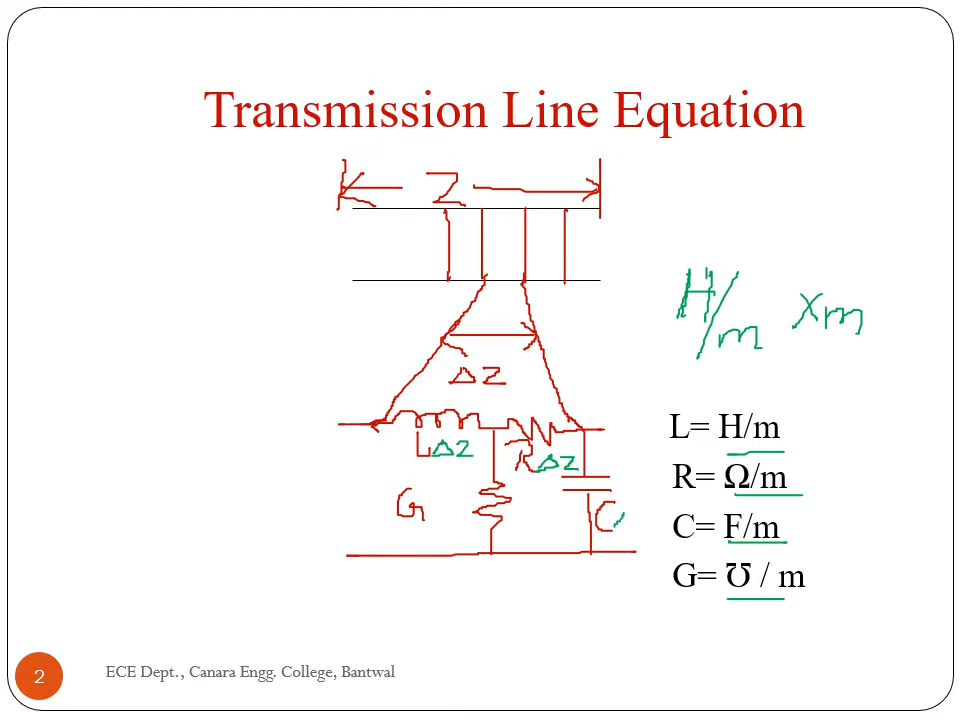 Transmission Line Equation
Z
H/m Xm
ΔZ
LΔZ RΔZ
L= H/m
R= Ω/m
G C
C= F/m
G= ℧ / m
2 ECE Dept., Canara Engg. College, Bantwal